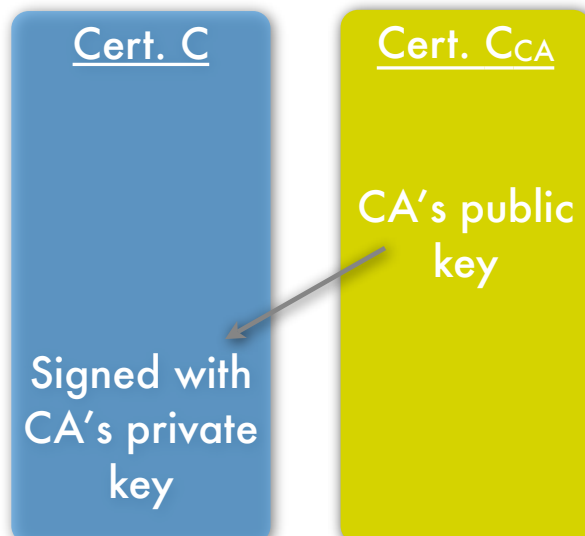 Cert. C
Signed with
CA's private
key
Cert. CCA
CA's public
key